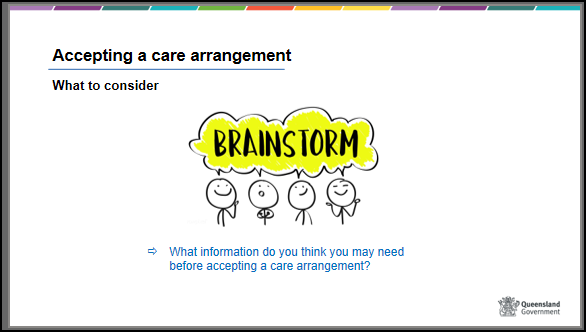 Accepting a care arrangement
What to consider
BRAINSTORM
⇨ What information do you think you may need
before accepting a care arrangement?
Queensland
Government